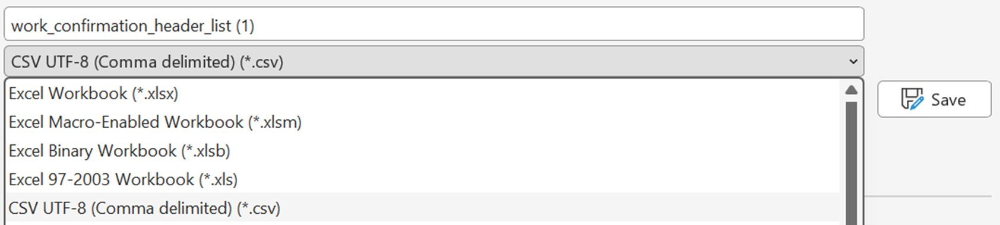 work_confirmation_header_list (1)
CSV UTF-8 (Comma delimited) (*.csv)
Excel Workbook (*.xlsx)
Excel Macro-Enabled Workbook (*.xlsm)
Save
Excel Binary Workbook (*.xlsb)
Excel 97-2003 Workbook (*.xls)
CSV UTF-8 (Comma delimited) (*.csv)